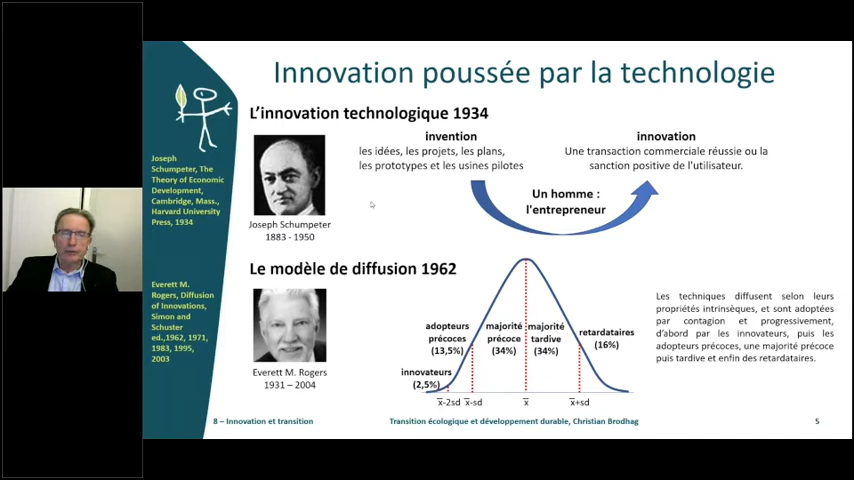 Innovation poussée par la technologie
L'innovation technologique 1934
Joseph
Schumpeter, The
Theory of Economic
Development,
Cambridge, Mass.,
Harvard University
Press, 1934
Joseph Schumpeter
1883 - 1950
invention
les idées, les projets, les plans,
les prototypes et les usines pilotes
innovation
Une transaction commerciale réussie ou la
sanction positive de l'utilisateur.
Un homme :
l'entrepreneur
Le modèle de diffusion 1962
Everett M.
Rogers, Diffusion
of Innovations,
Simon and
Schuster
ed.,1962, 1971,
1983, 1995,
2003
Everett M. Rogers
1931 – 2004
innovateurs
(2,5%)
adopteurs
précoces
(13,5%)
majorité
précoce
(34%)
majorité
tardive
(34%)
retardataires
(16%)
x̅-2sd
x̅-sd
x̅
x̅+sd
Les techniques diffusent selon leurs
propriétés intrinsèques, et sont adoptées
par contagion et progressivement,
d'abord par les innovateurs, puis les
adopteurs précoces, une majorité précoce
puis tardive et enfin des retardataires.
8 – Innovation et transition
Transition écologique et développement durable, Christian Brodhag
5